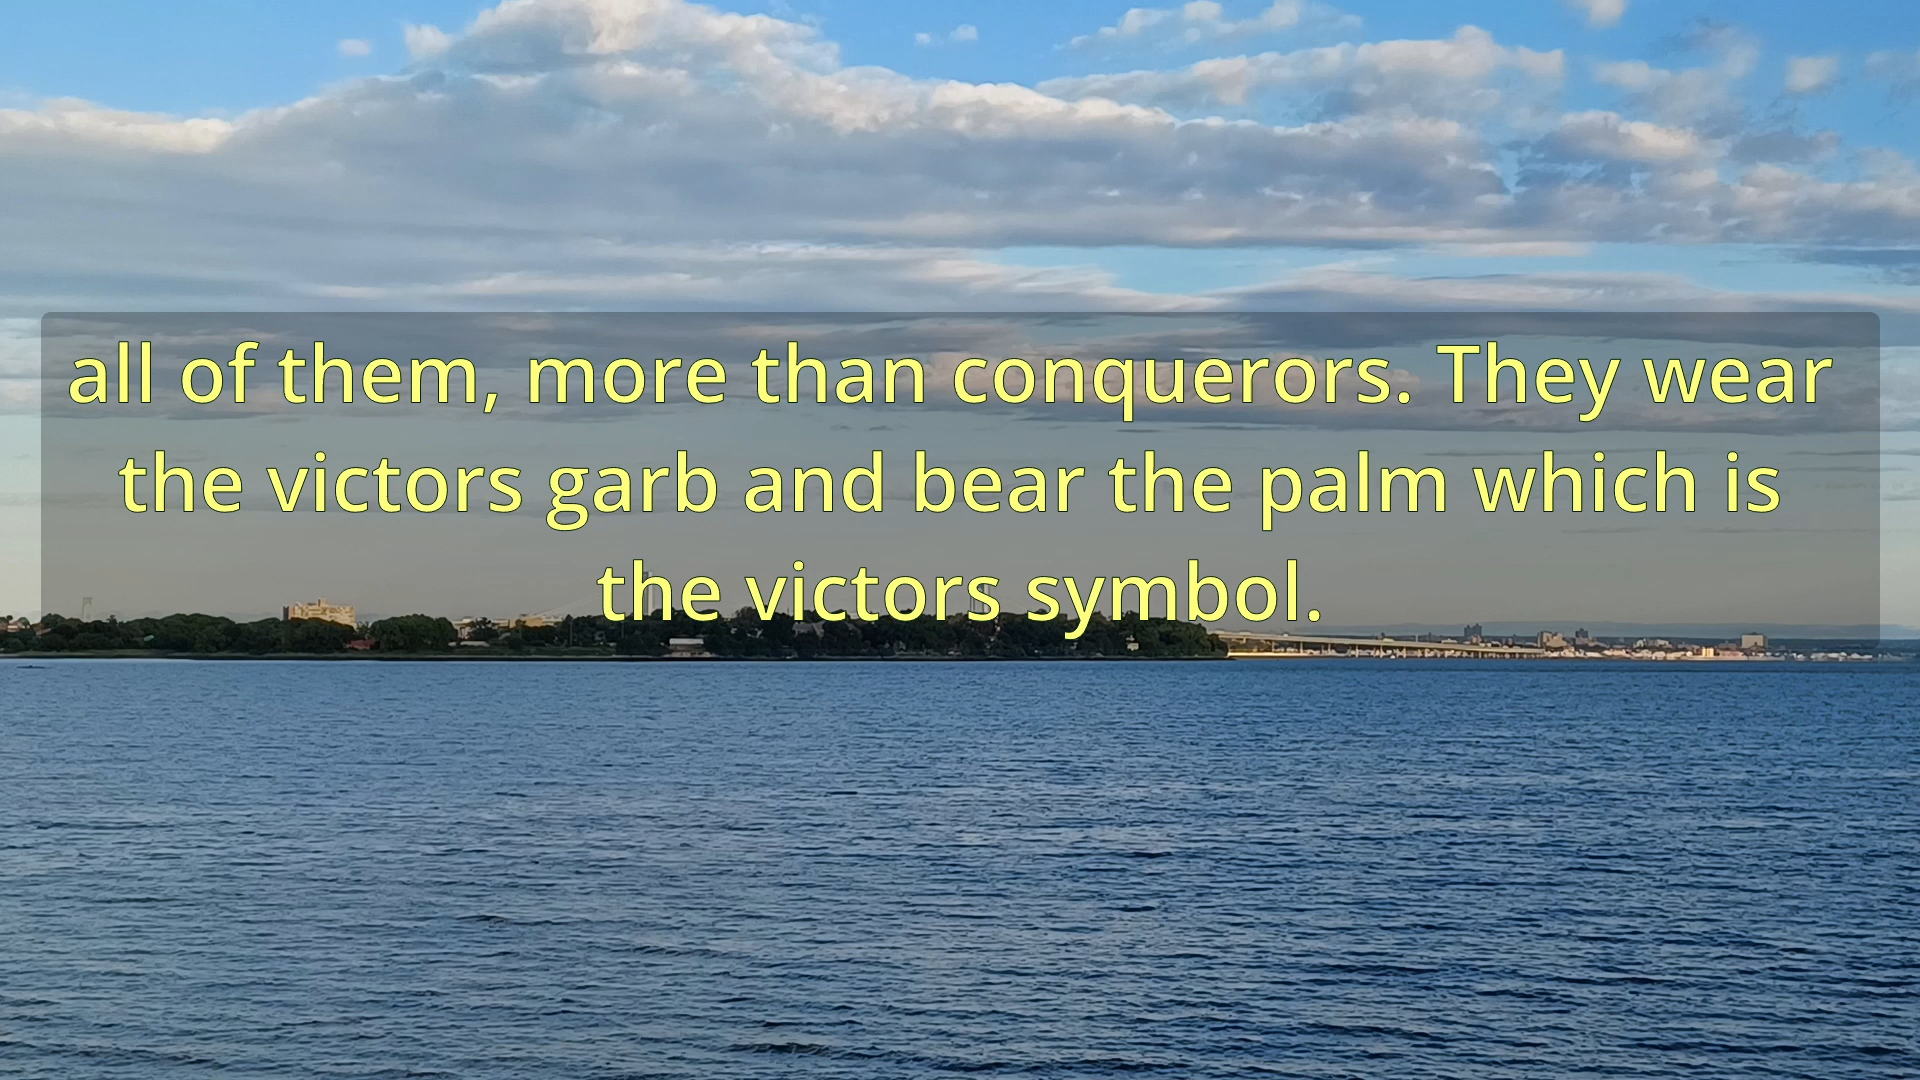 all of them, more than conquerors. They wear
the victors garb and bear the palm which is
the victors symbol.